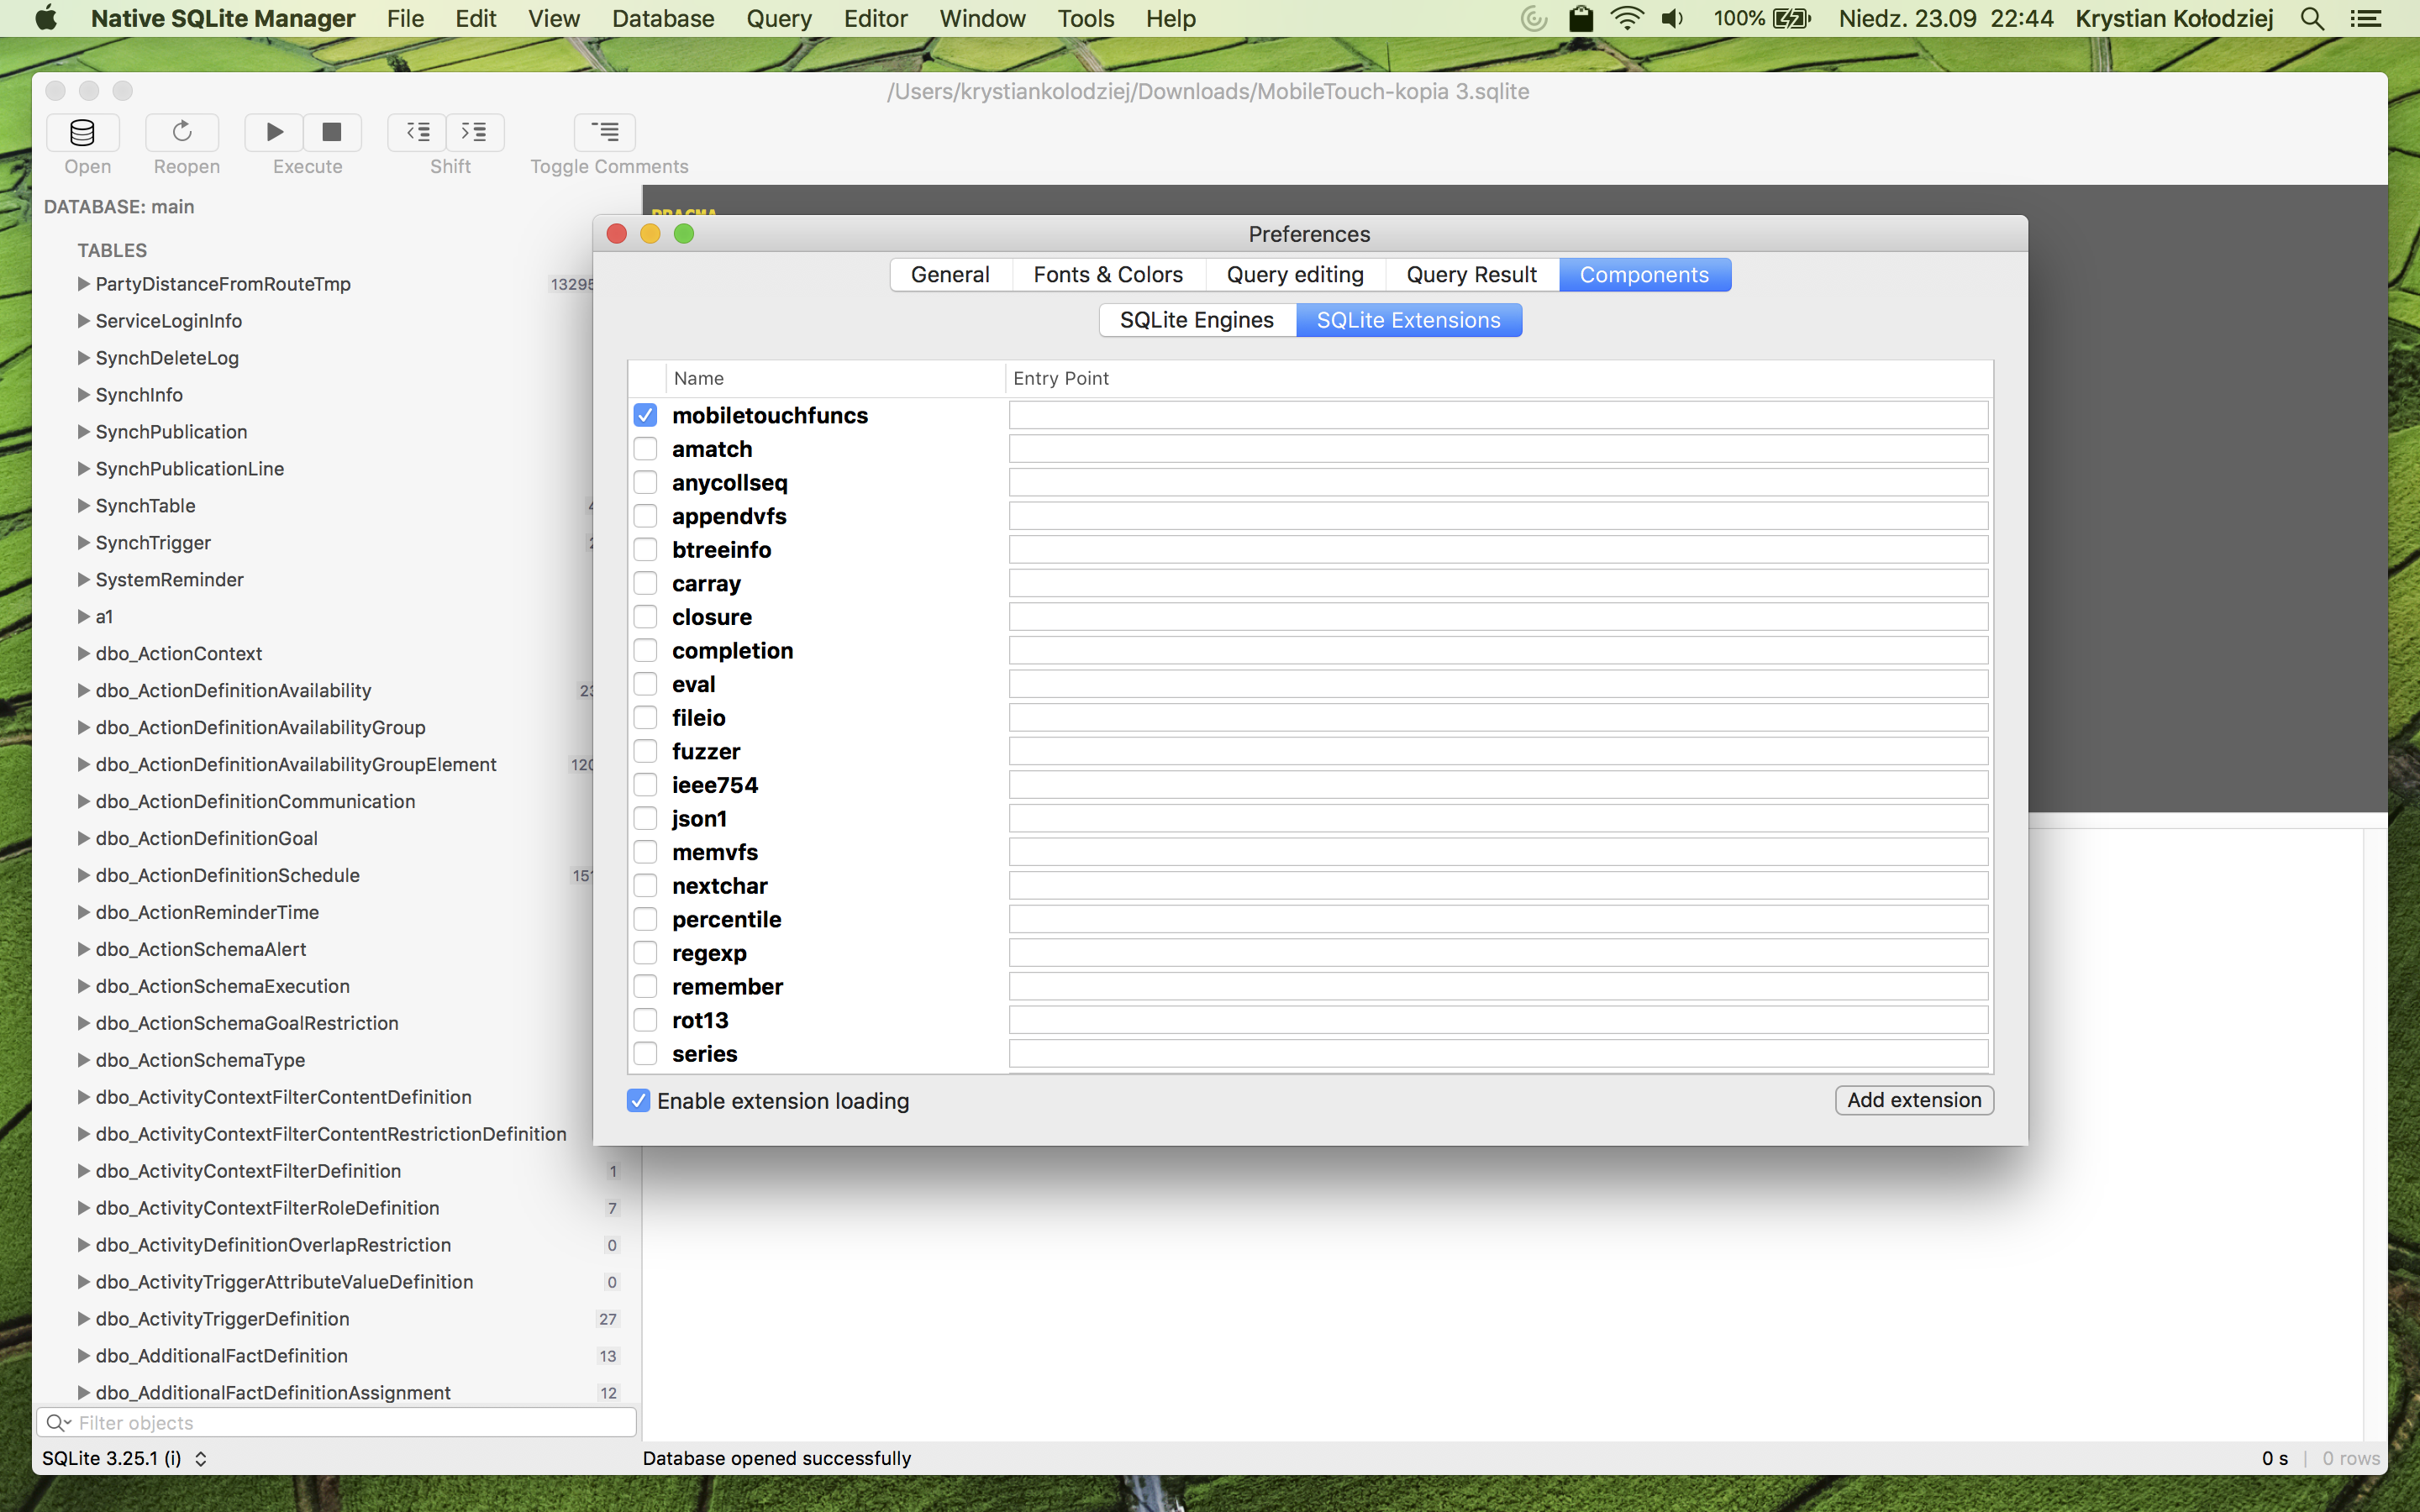 Native SQLite Manager File Edit View Database Query Editor Window Tools Help 100% Niedz. 23.09 22:44 Krystian Kołodziej
/Users/krystiankolodziej/Downloads/MobileTouch-kopia 3.sqlite
Open Reopen Execute Shift Toggle Comments
DATABASE: main
TABLES
PartyDistanceFromRouteTmp 13295
ServiceLoginInfo
SynchDeleteLog
SynchInfo
SynchPublication
SynchPublicationLine
SynchTable
SynchTrigger
SystemReminder
a1
dbo_ActionContext
dbo_ActionDefinitionAvailability 23
dbo_ActionDefinitionAvailabilityGroup
dbo_ActionDefinitionAvailabilityGroupElement 120
dbo_ActionDefinitionCommunication
dbo_ActionDefinitionGoal
dbo_ActionDefinitionSchedule 151
dbo_ActionReminderTime
dbo_ActionSchemaAlert
dbo_ActionSchemaExecution
dbo_ActionSchemaGoalRestriction
dbo_ActionSchemaType
dbo_ActivityContextFilterContentDefinition
dbo_ActivityContextFilterContentRestrictionDefinition
dbo_ActivityContextFilterDefinition 1
dbo_ActivityContextFilterRoleDefinition 7
dbo_ActivityDefinitionOverlapRestriction 0
dbo_ActivityTriggerAttributeValueDefinition 0
dbo_ActivityTriggerDefinition 27
dbo_AdditionalFactDefinition 13
dbo_AdditionalFactDefinitionAssignment 12
Filter objects
SQLite 3.25.1 (i)
PRAGMA
Preferences
General Fonts & Colors Query editing Query Result Components
SQLite Engines SQLite Extensions
Name Entry Point
mobiletouchfuncs
amatch
anycollseq
appendvfs
btreeinfo
carray
closure
completion
eval
fileio
fuzzer
ieee754
json1
memvfs
nextchar
percentile
regexp
remember
rot13
series
Enable extension loading Add extension
Database opened successfully 0 s | 0 rows